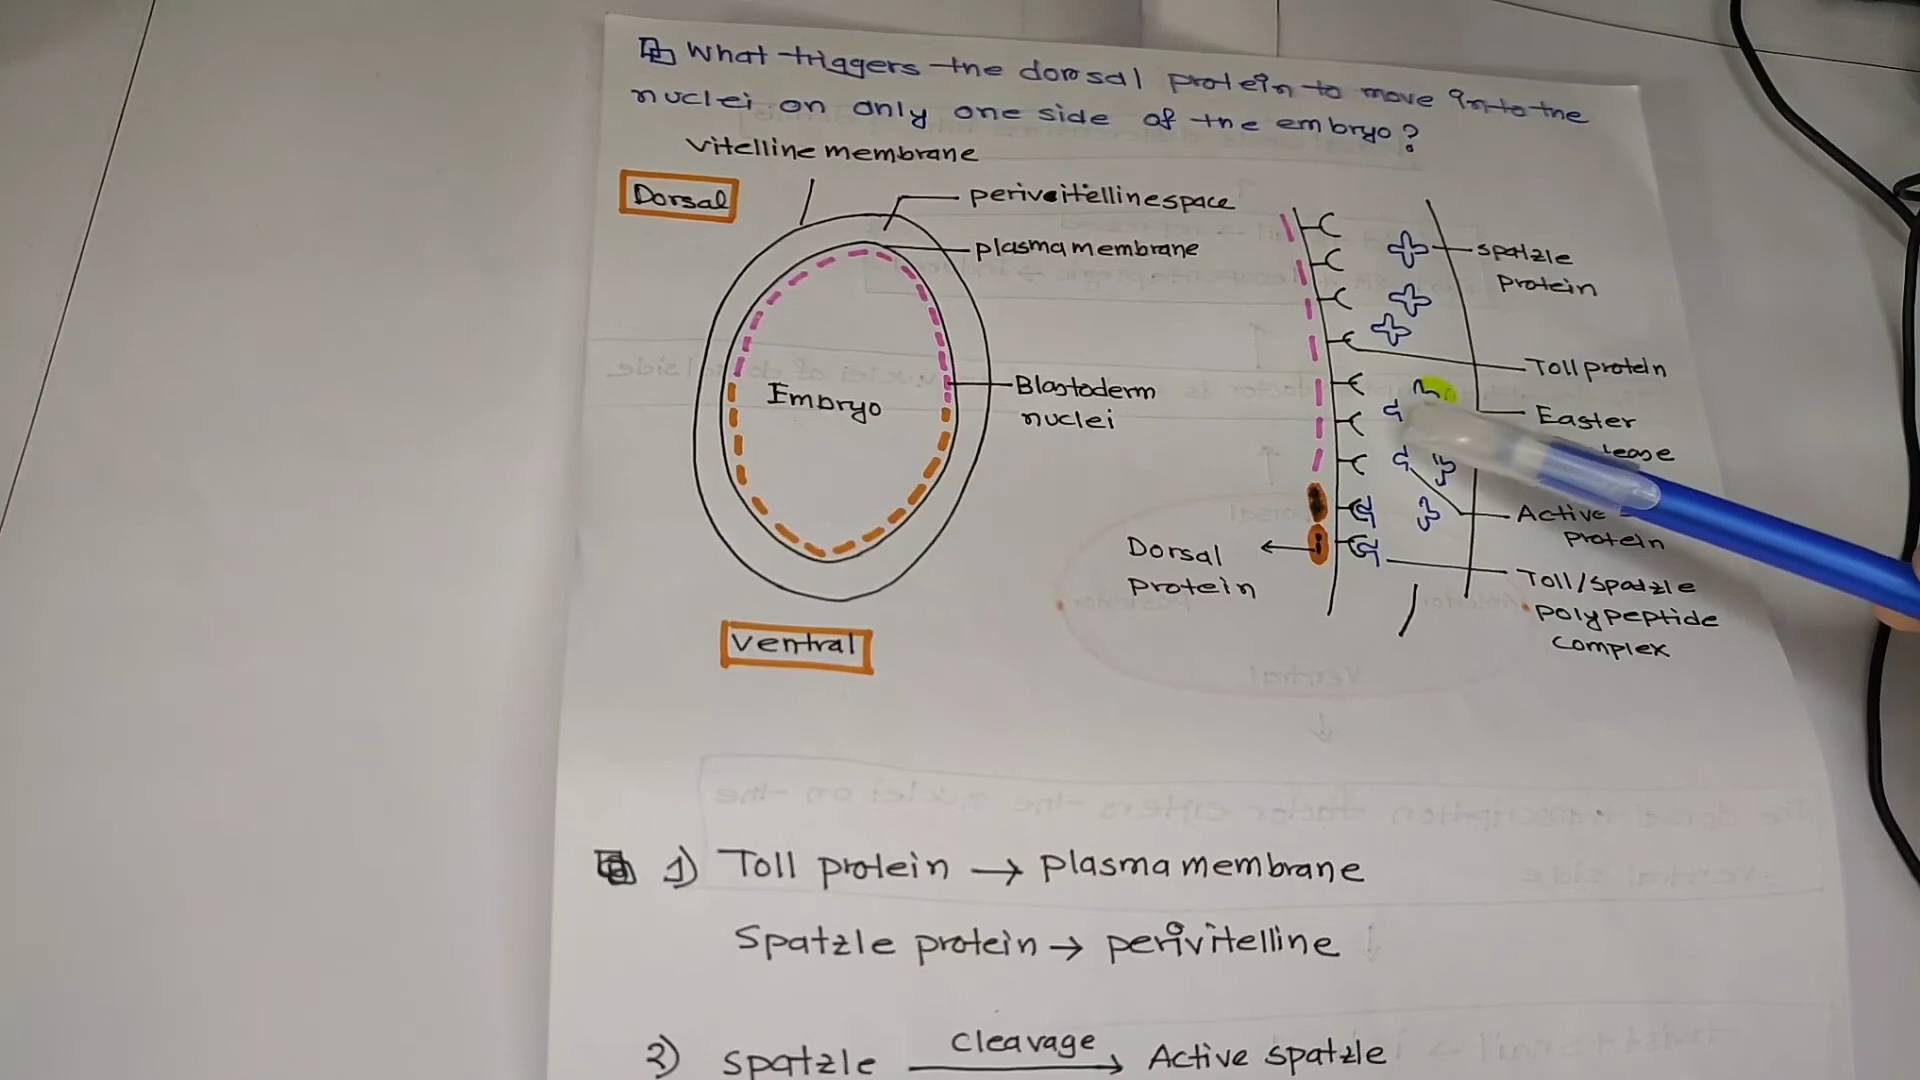 What triggers the dorsal protein to move into the
nuclei on only one side of the embryo?
Vitelline membrane
Dorsal
periveitelline space
plasma membrane
Embryo
Blastoderm
nuclei
Ventral
spatzle
protein
Toll protein
Easter
Active
protein
Dorsal
protein
Toll/spatzle
polypeptide
complex
1) Toll protein → plasma membrane
Spatzle protein → perivitelline
2) spatzle cleavage → Active spatzle